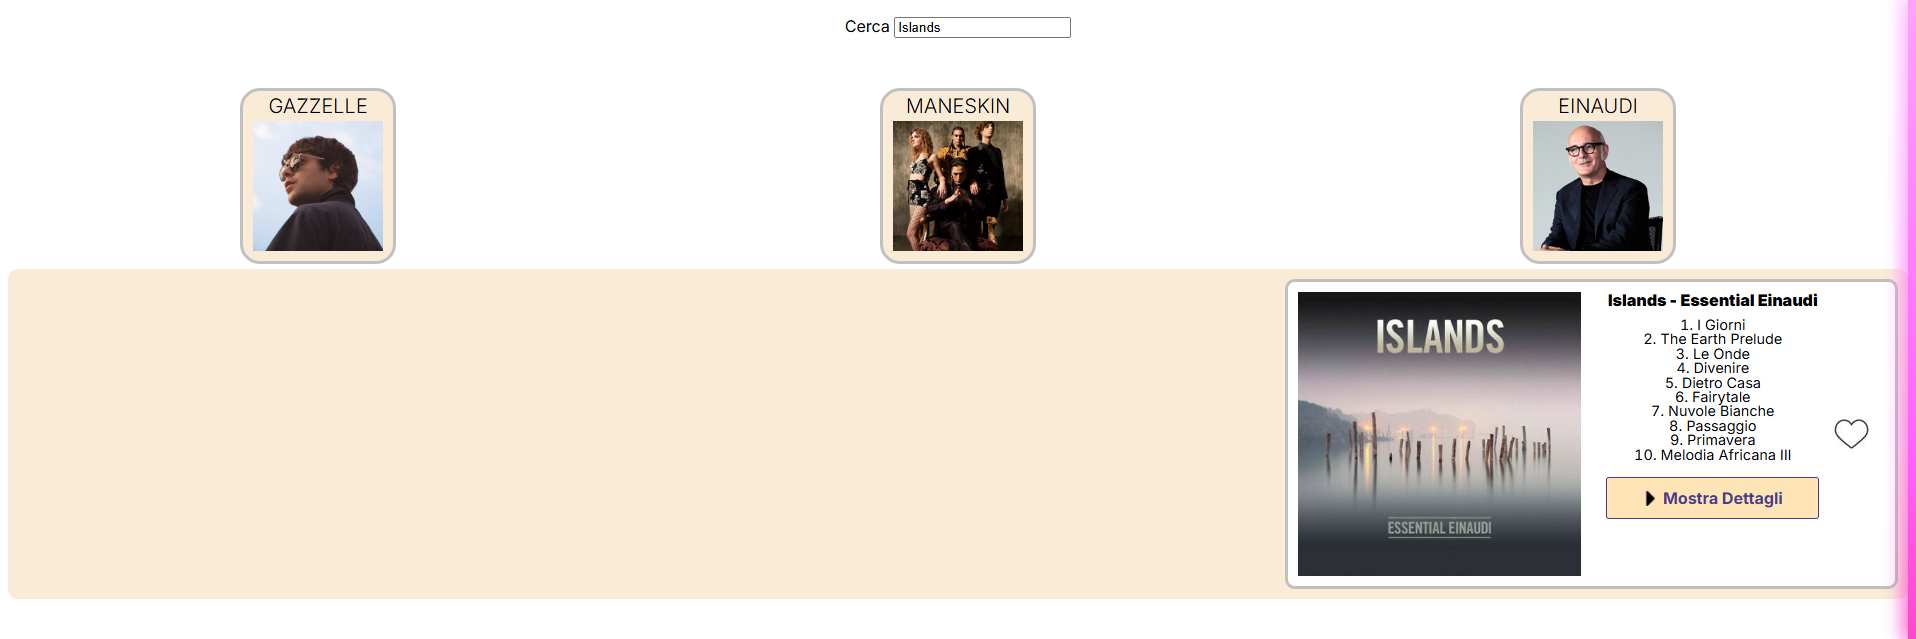 Cerca Islands
GAZZELLE
MANESKIN
EINAUDI
ISLANDS
ESSENTIAL EINAUDI
Islands - Essential Einaudi
1. I Giorni
2. The Earth Prelude
3. Le Onde
4. Divenire
5. Dietro Casa
6. Fairytale
7. Nuvole Bianche
8. Passaggio
9. Primavera
10. Melodia Africana III
Mostra Dettagli